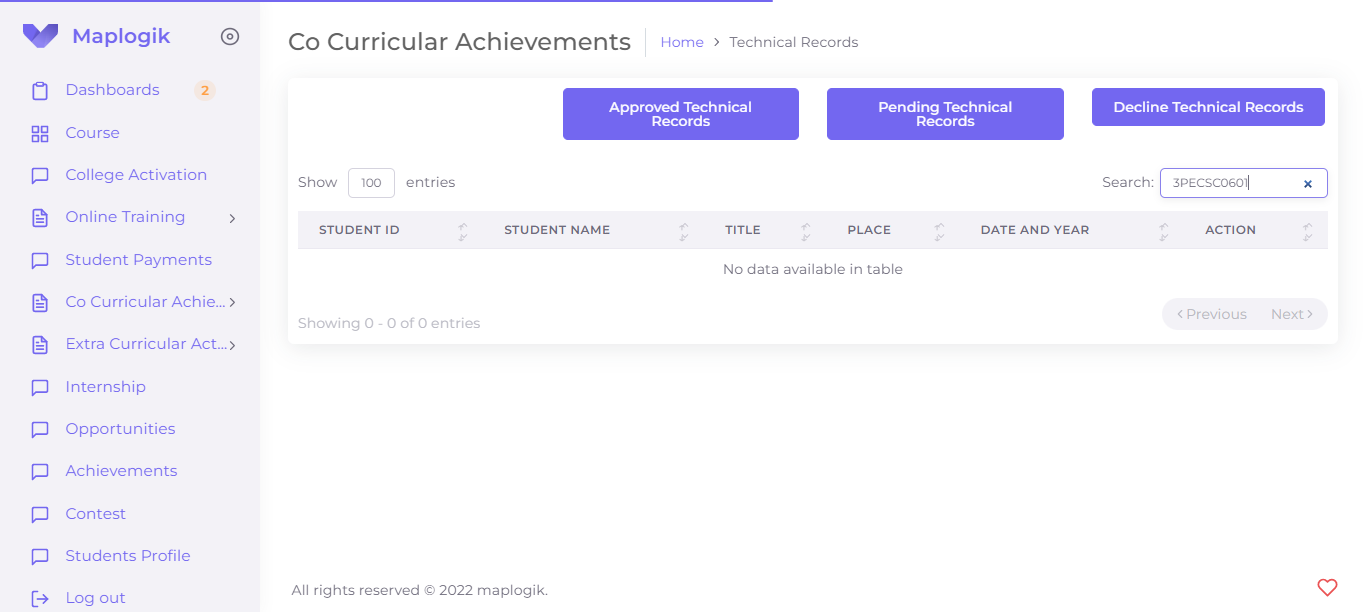 Maplogik
Dashboards 2
Course
College Activation
Online Training
Student Payments
Co Curricular Achie...
Extra Curricular Act...
Internship
Opportunities
Achievements
Contest
Students Profile
Log out
Co Curricular Achievements Home Technical Records
Approved Technical
Records
Pending Technical
Records
Decline Technical Records
Show 100 entries
Search: 3PECSC0601
STUDENT ID STUDENT NAME TITLE PLACE DATE AND YEAR ACTION
No data available in table
Showing 0 - 0 of 0 entries
Previous Next
All rights reserved © 2022 maplogik.